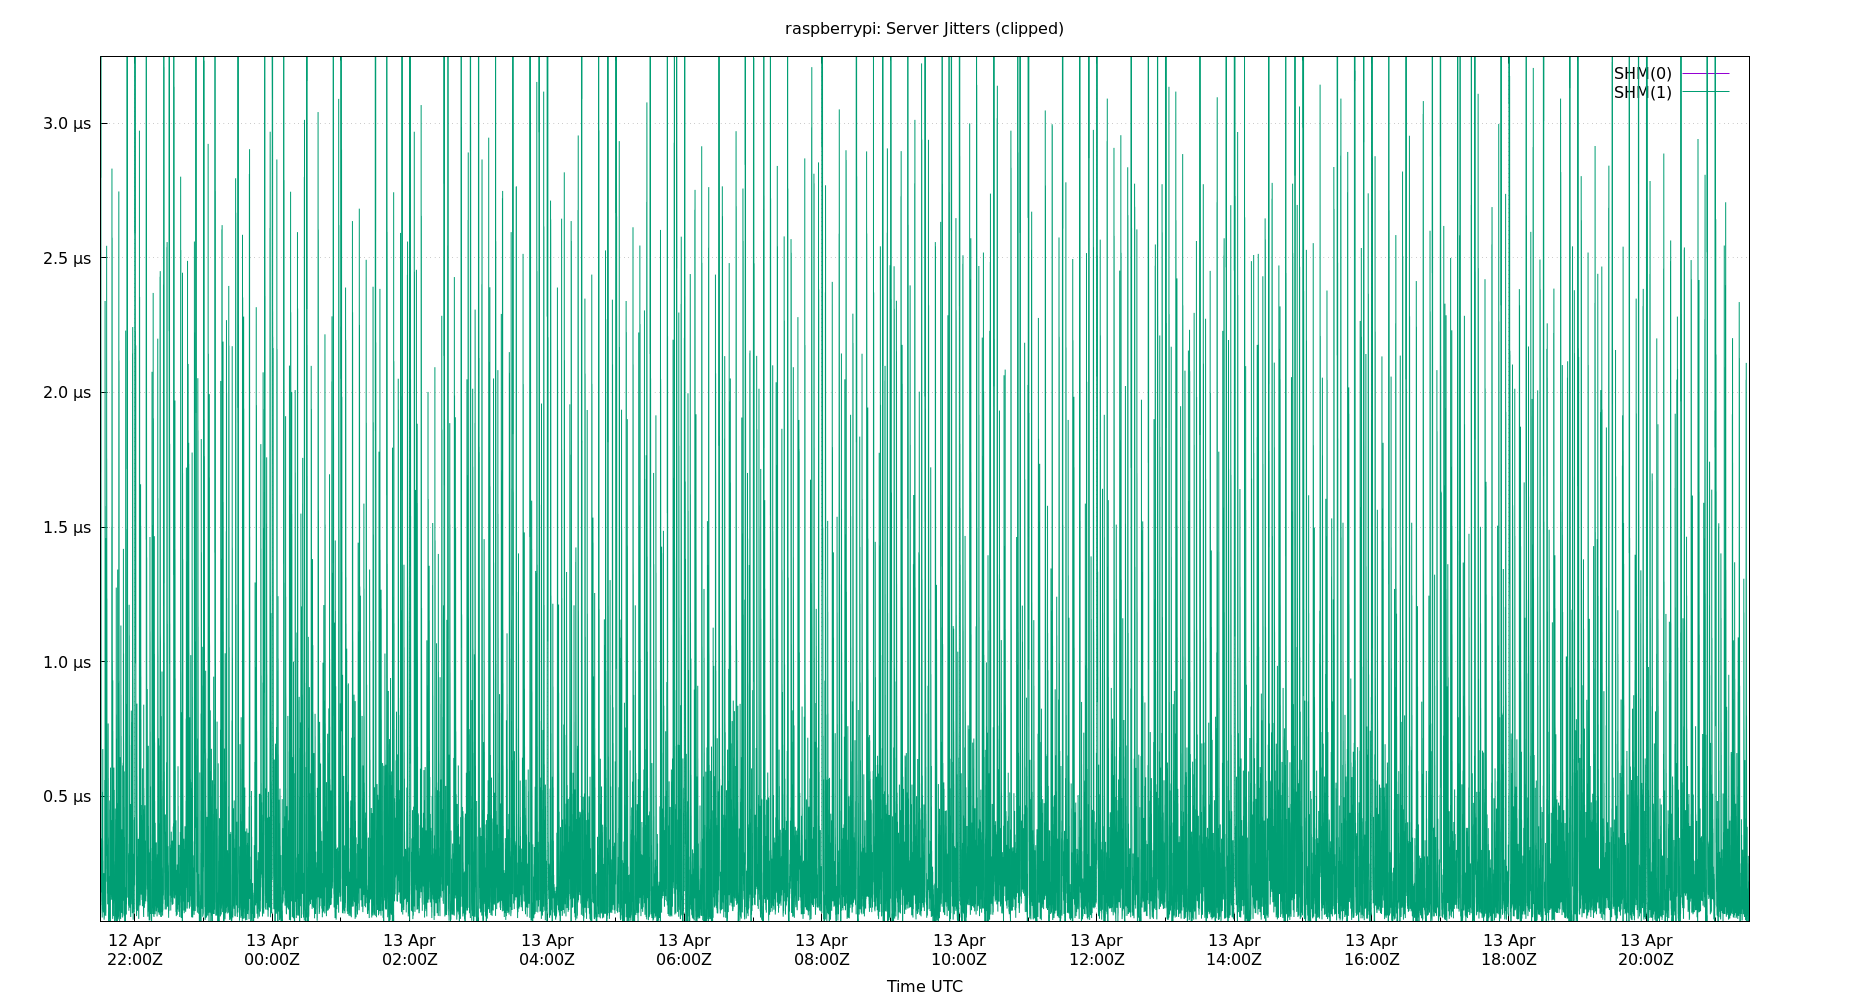 raspberrypi: Server Jitters (clipped)
SHM(0)
SHM(1)
3.0 µs
2.5 µs
2.0 µs
1.5 µs
1.0 µs
0.5 µs
12 Apr 13 Apr 13 Apr 13 Apr 13 Apr 13 Apr 13 Apr 13 Apr 13 Apr 13 Apr 13 Apr 13 Apr
22:00Z 00:00Z 02:00Z 04:00Z 06:00Z 08:00Z 10:00Z 12:00Z 14:00Z 16:00Z 18:00Z 20:00Z
Time UTC